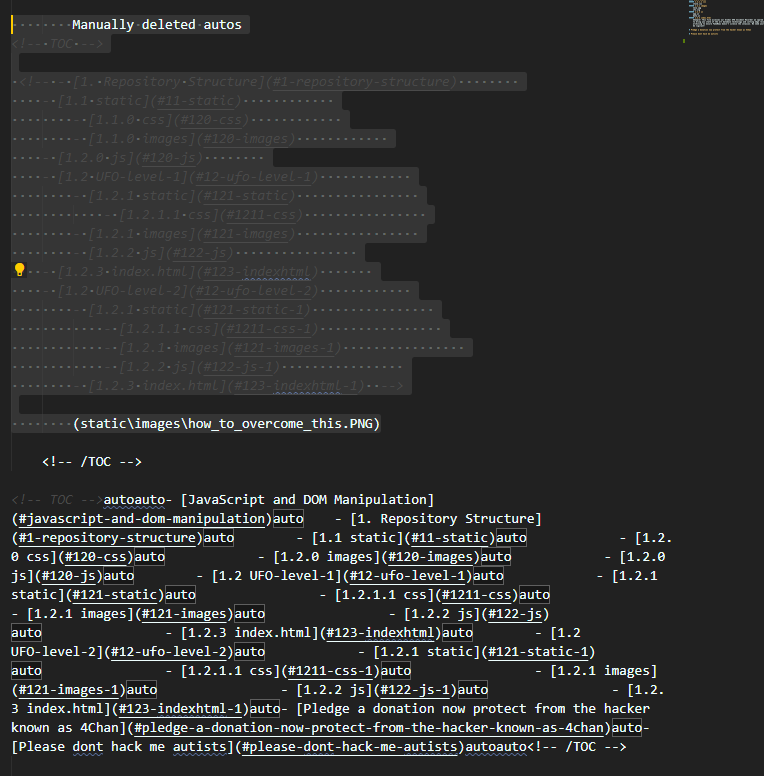 Manually deleted autos
<!-- TOC -->
<!-- - [1. Repository Structure](#1-repository-structure)
- [1.1 static](#11-static)
- [1.1.0 css](#120-css)
- [1.1.0 images](#120-images)
- [1.2.0 js](#120-js)
- [1.2 UFO-level-1](#12-ufo-level-1)
- [1.2.1 static](#121-static)
- [1.2.1.1 css](#1211-css)
- [1.2.1 images](#121-images)
- [1.2.2 js](#122-js)
- [1.2.3 index.html](#123-indexhtml)
- [1.2 UFO-level-2](#12-ufo-level-2)
- [1.2.1 static](#121-static-1)
- [1.2.1.1 css](#1211-css-1)
- [1.2.1 images](#121-images-1)
- [1.2.2 js](#122-js-1)
- [1.2.3 index.html](#123-indexhtml-1) -->
(static\images\how_to_overcome_this.PNG)
<!-- /TOC -->
<!-- TOC -->autoauto- [JavaScript and DOM Manipulation]
(#javascript-and-dom-manipulation)auto    - [1. Repository Structure]
(#1-repository-structure)auto        - [1.1 static](#11-static)auto            - [1.2.
0 css](#120-css)auto            - [1.2.0 images](#120-images)auto            - [1.2.0
js](#120-js)auto        - [1.2 UFO-level-1](#12-ufo-level-1)auto            - [1.2.1
static](#121-static)auto                - [1.2.1.1 css](#1211-css)auto
- [1.2.1 images](#121-images)auto                - [1.2.2 js](#122-js)
auto                - [1.2.3 index.html](#123-indexhtml)auto        - [1.2
UFO-level-2](#12-ufo-level-2)auto                - [1.2.1 static](#121-static-1)
auto                - [1.2.1.1 css](#1211-css-1)auto                - [1.2.1 images]
(#121-images-1)auto                - [1.2.2 js](#122-js-1)auto                - [1.2.
3 index.html](#123-indexhtml-1)auto- [Pledge a donation now protect from the hacker
known as 4Chan](#pledge-a-donation-now-protect-from-the-hacker-known-as-4chan)auto-
[Please dont hack me autists](#please-dont-hack-me-autists)autoauto<!-- /TOC -->